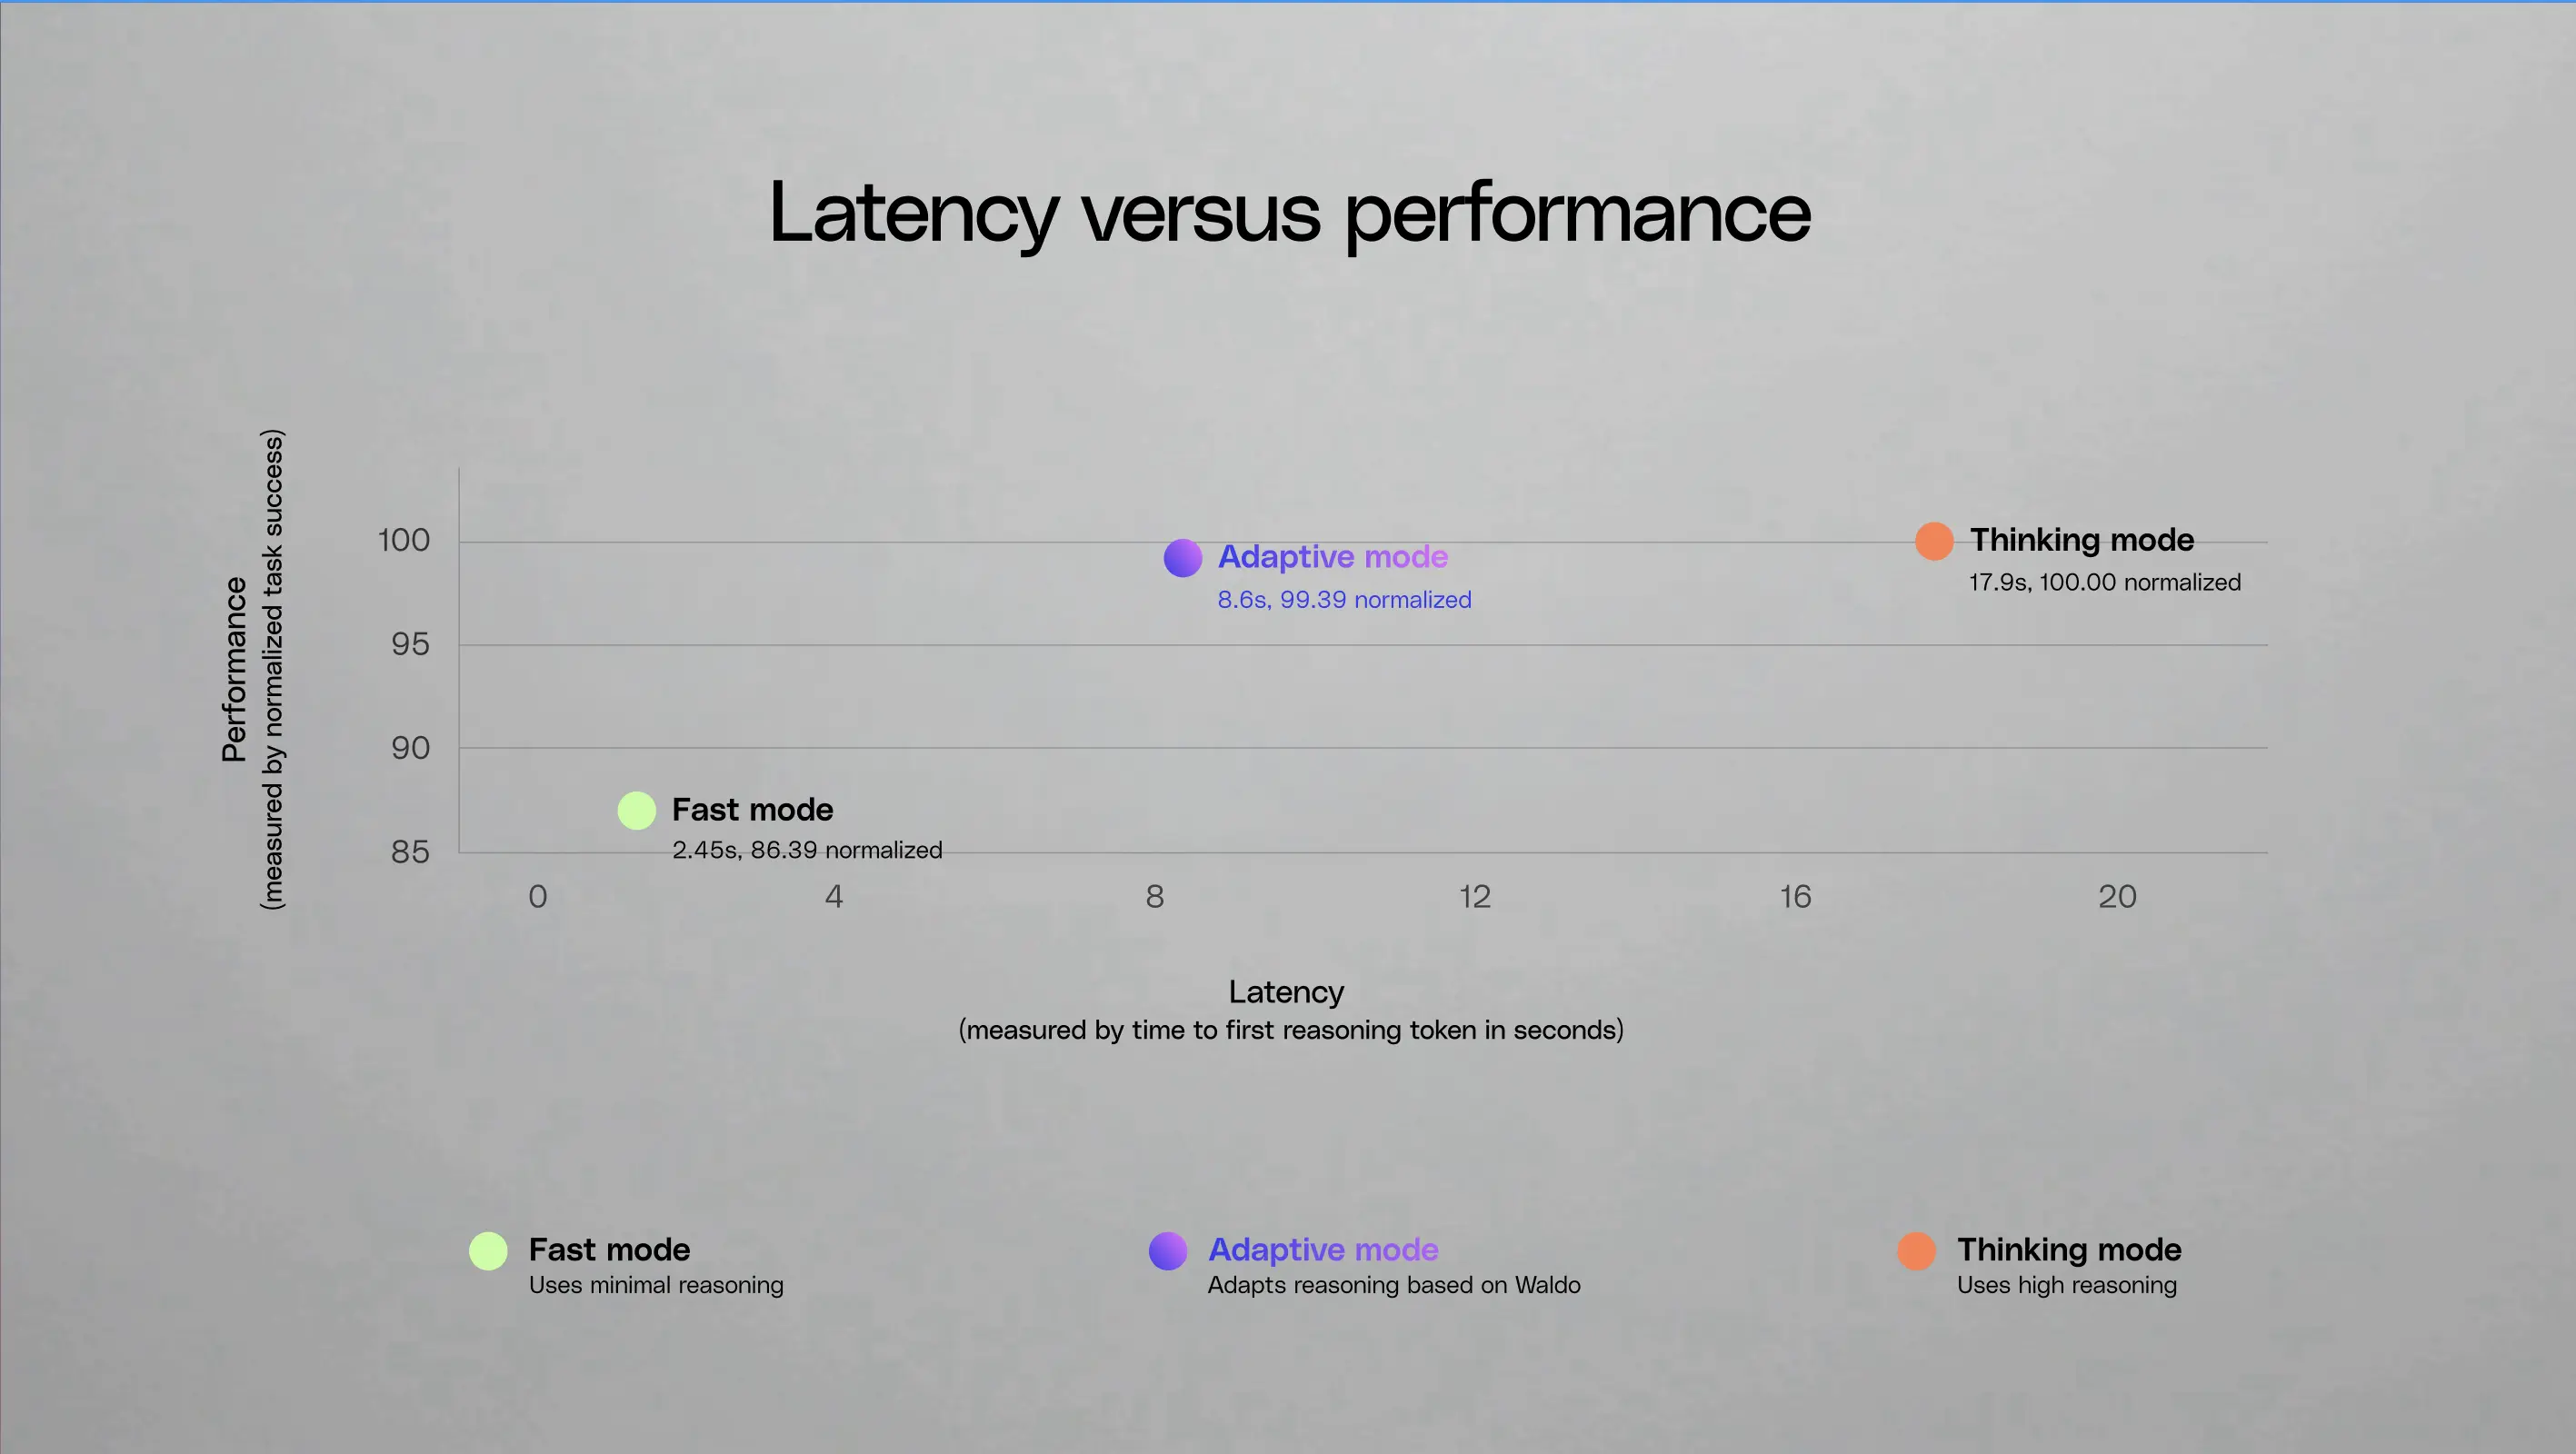 Latency versus performance
Performance
(measured by normalized task success)
100
95
90
85
Adaptive mode
8.6s, 99.39 normalized
Thinking mode
17.9s, 100.00 normalized
Fast mode
2.45s, 86.39 normalized
0 4 8 12 16 20
Latency
(measured by time to first reasoning token in seconds)
Fast mode
Uses minimal reasoning
Adaptive mode
Adapts reasoning based on Waldo
Thinking mode
Uses high reasoning